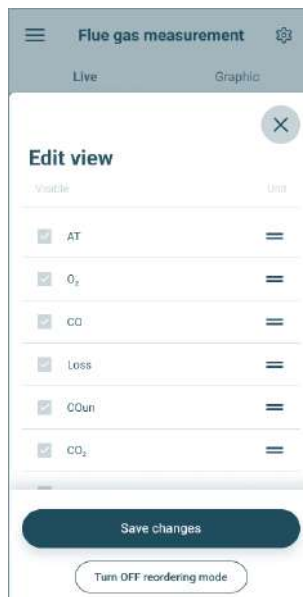 Flue gas measurement
Live Graphic
Edit view
Visible Unit
AT
O₂
CO
Loss
COun
CO₂
Save changes
Turn OFF reordering mode